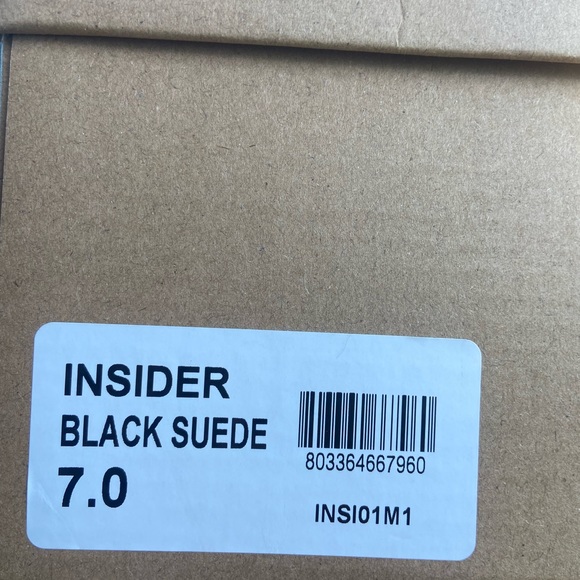 INSIDER
BLACK SUEDE
7.0
803364667960
INSI01M1